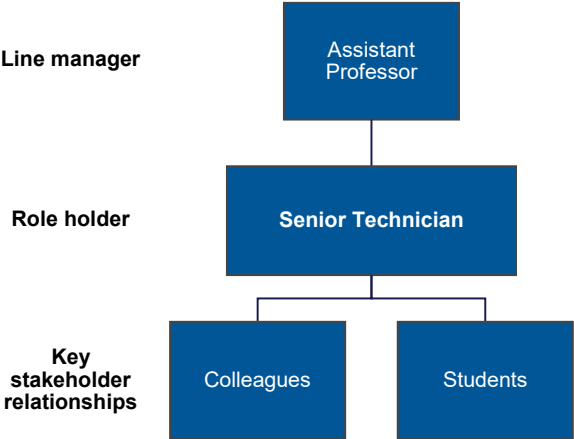 Line manager
Assistant
Professor
Role holder
Senior Technician
Key
stakeholder
relationships
Colleagues
Students